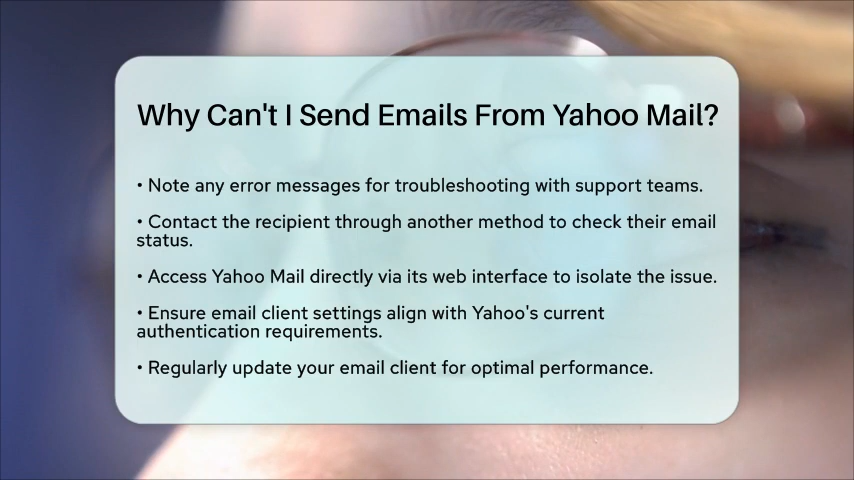 Why Can't I Send Emails From Yahoo Mail?
• Note any error messages for troubleshooting with support teams.
• Contact the recipient through another method to check their email
status.
• Access Yahoo Mail directly via its web interface to isolate the issue.
• Ensure email client settings align with Yahoo's current
authentication requirements.
• Regularly update your email client for optimal performance.